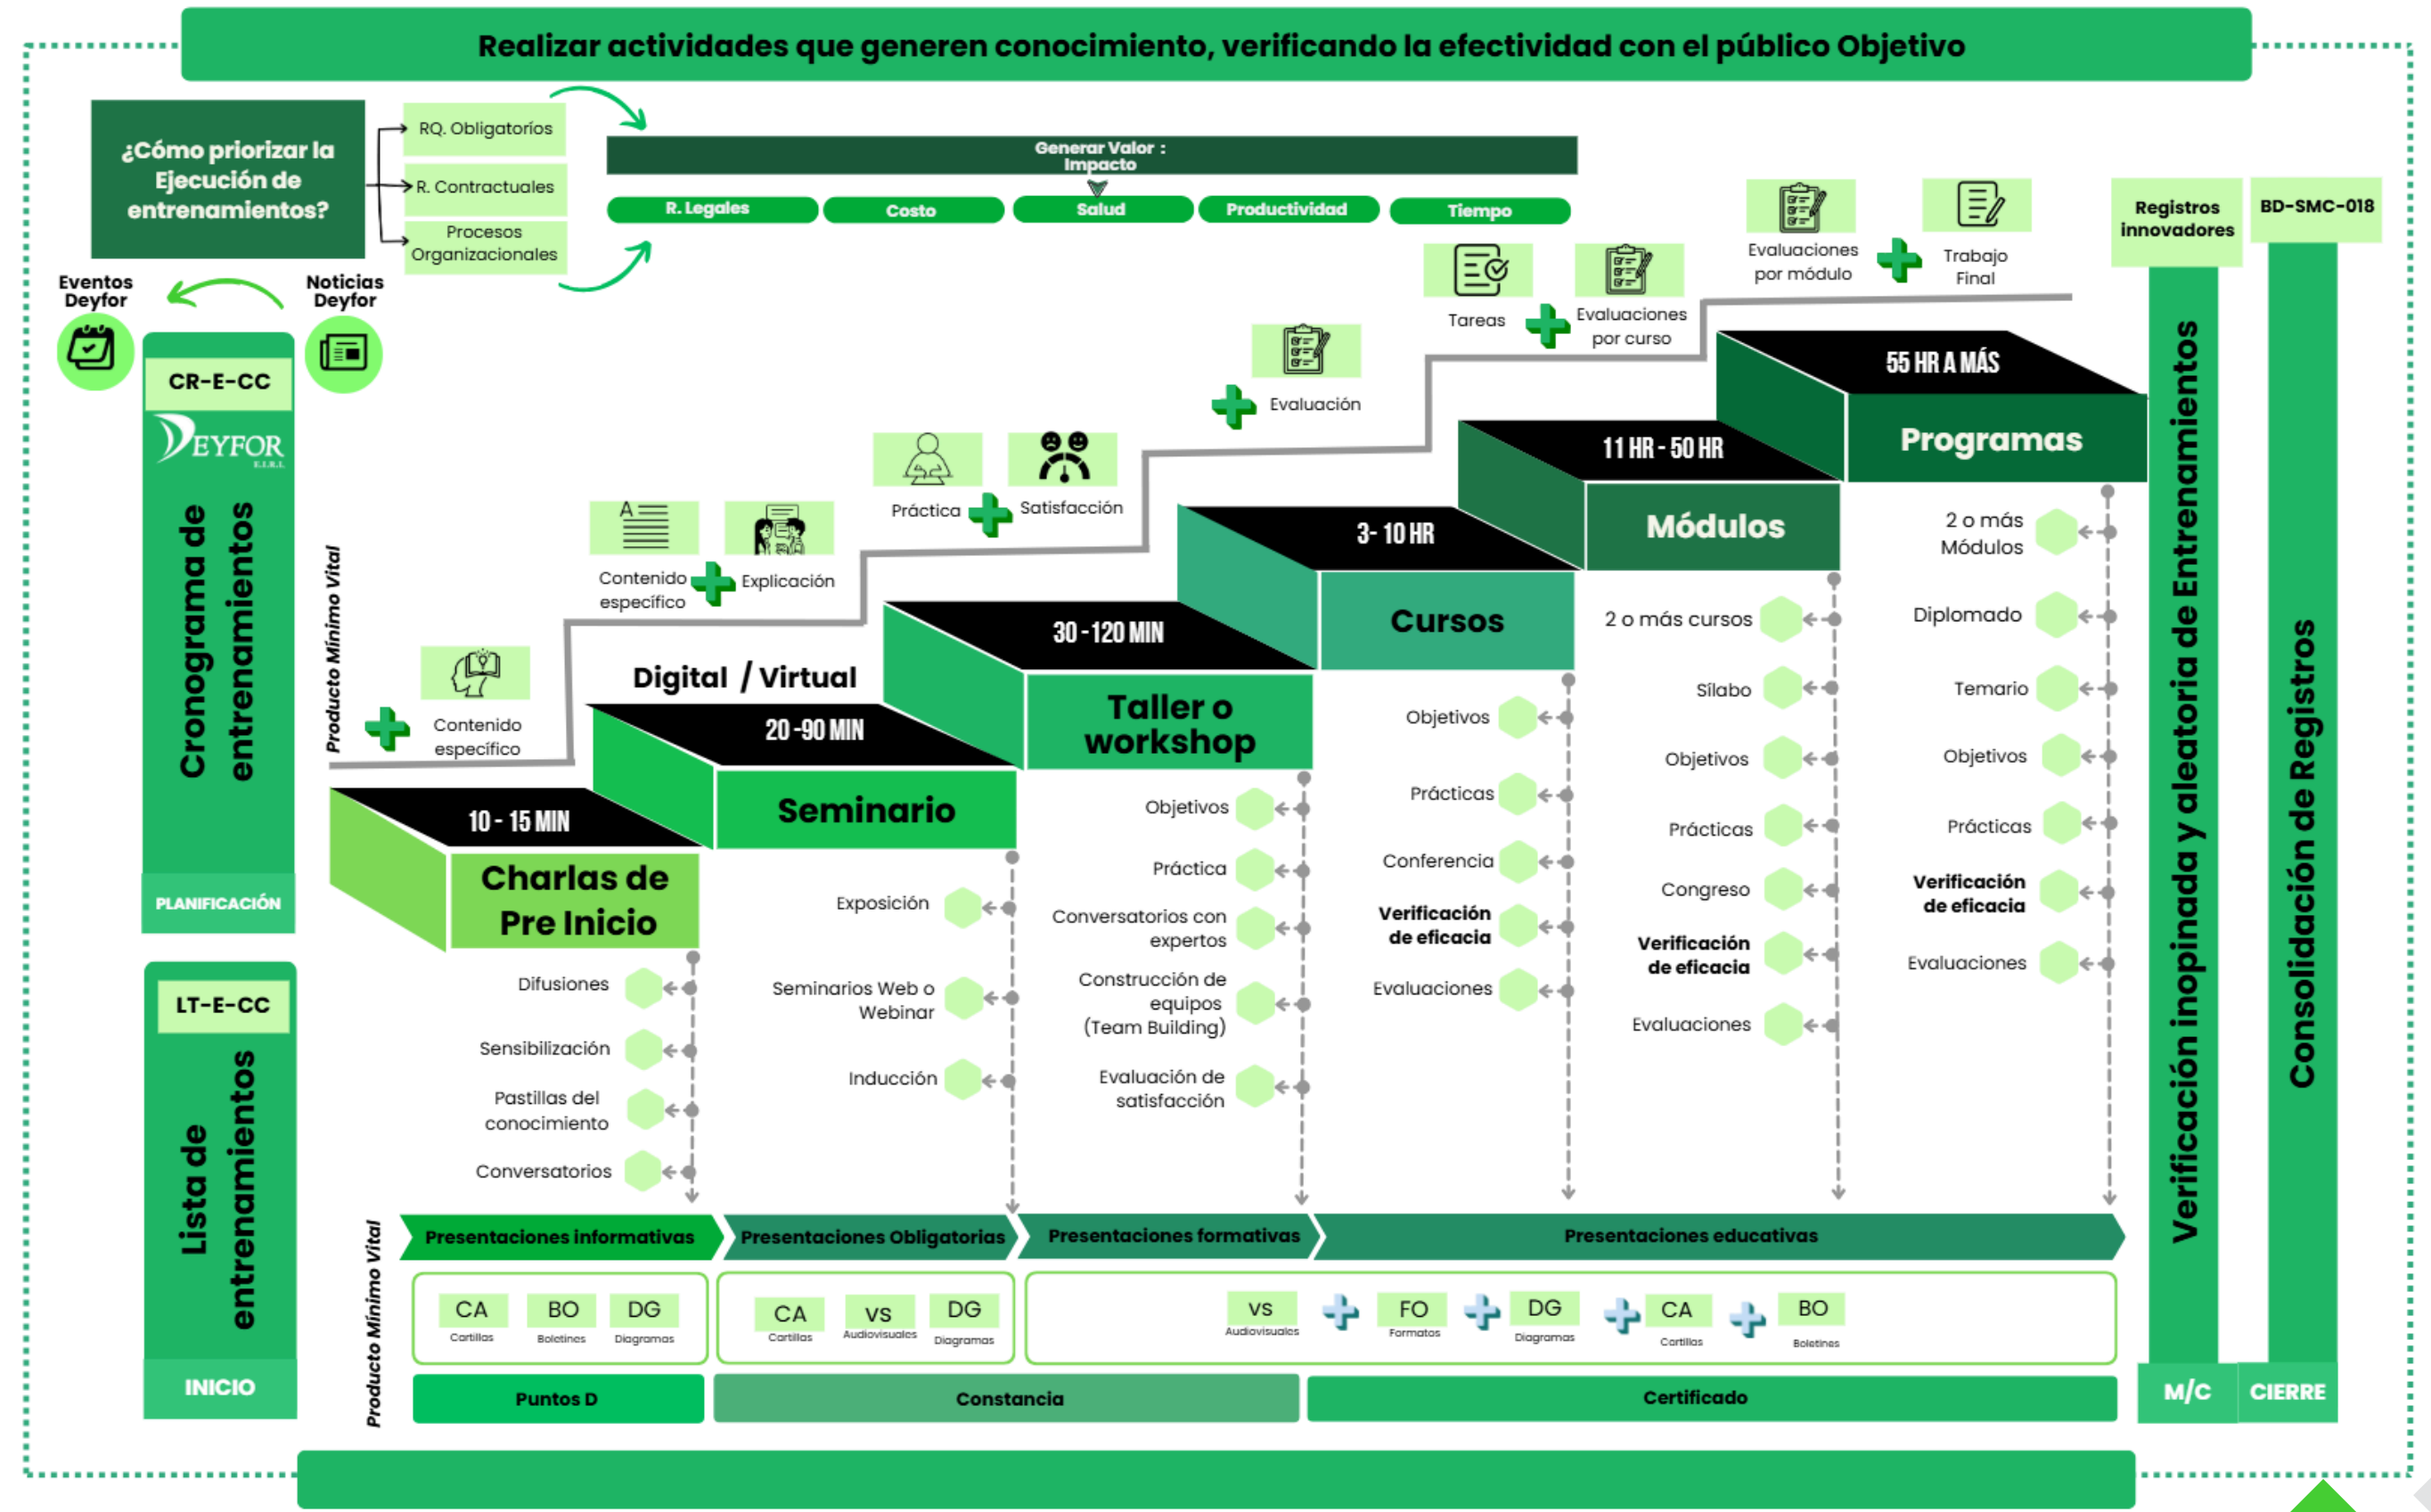 Realizar actividades que generen conocimiento, verificando la efectividad con el público Objetivo
¿Cómo priorizar la
Ejecución de
entrenamientos?
RQ. Obligatoríos
R. Contractuales
Procesos
Organizacionales
Generar Valor :
Impacto
R. Legales
Costo
Salud
Productividad
Tiempo
Eventos
Deyfor
Noticias
Deyfor
CR-E-CC
DEYFOR
E.I.R.L
Cronograma de
entrenamientos
PLANIFICACIÓN
LT-E-CC
Lista de
entrenamientos
INICIO
Producto Mínimo Vital
Contenido
específico
Contenido
específico
Explicación
Práctica
Satisfacción
Evaluación
Tareas
Evaluaciones
por curso
Evaluaciones
por módulo
Trabajo
Final
Digital / Virtual
10 - 15 MIN
Charlas de
Pre Inicio
Difusiones
Sensibilización
Pastillas del
conocimiento
Conversatorios
20 -90 MIN
Seminario
Exposición
Seminarios Web o
Webinar
Inducción
30 -120 MIN
Taller o
workshop
Objetivos
Práctica
Conversatorios con
expertos
Construcción de
equipos
(Team Building)
Evaluación de
satisfacción
3- 10 HR
Cursos
Objetivos
Prácticas
Conferencia
Verificación
de eficacia
Evaluaciones
11 HR - 50 HR
Módulos
2 o más cursos
Sílabo
Objetivos
Prácticas
Congreso
Verificación
de eficacia
Evaluaciones
55 HR A MÁS
Programas
2 o más
Módulos
Diplomado
Temario
Objetivos
Prácticas
Verificación
de eficacia
Evaluaciones
Producto Mínimo Vital
Presentaciones informativas
Presentaciones Obligatorias
Presentaciones formativas
Presentaciones educativas
CA
Cartillas
BO
Boletines
DG
Diagramas
CA
Cartillas
VS
Audiovisuales
DG
Diagramas
VS
Audiovisuales
FO
Formatos
DG
Diagramas
CA
Cartillas
BO
Boletines
Puntos D
Constancia
Certificado
Registros
innovadores
Verificación inopinada y aleatoria de Entrenamientos
M/C
BD-SMC-018
Consolidación de Registros
CIERRE